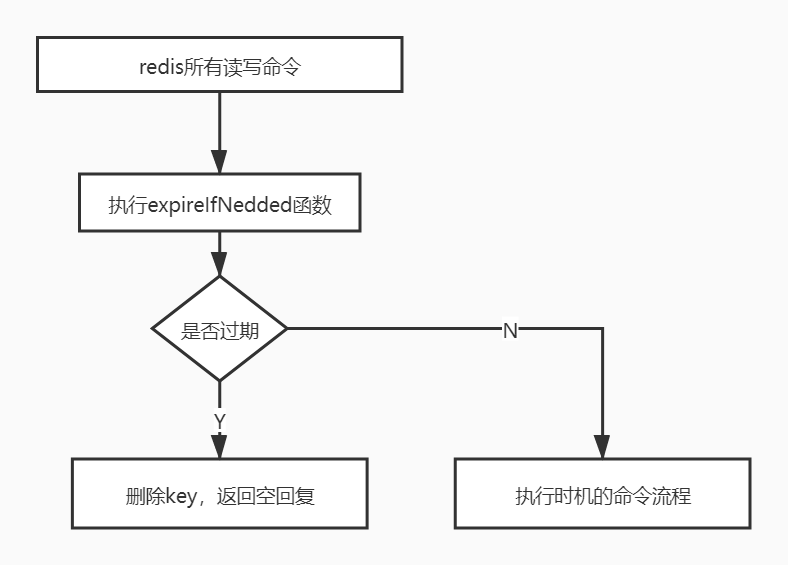 redis所有读写命令
执行expireIfNedded函数
是否过期
N
Y
删除key，返回空回复
执行时机的命令流程